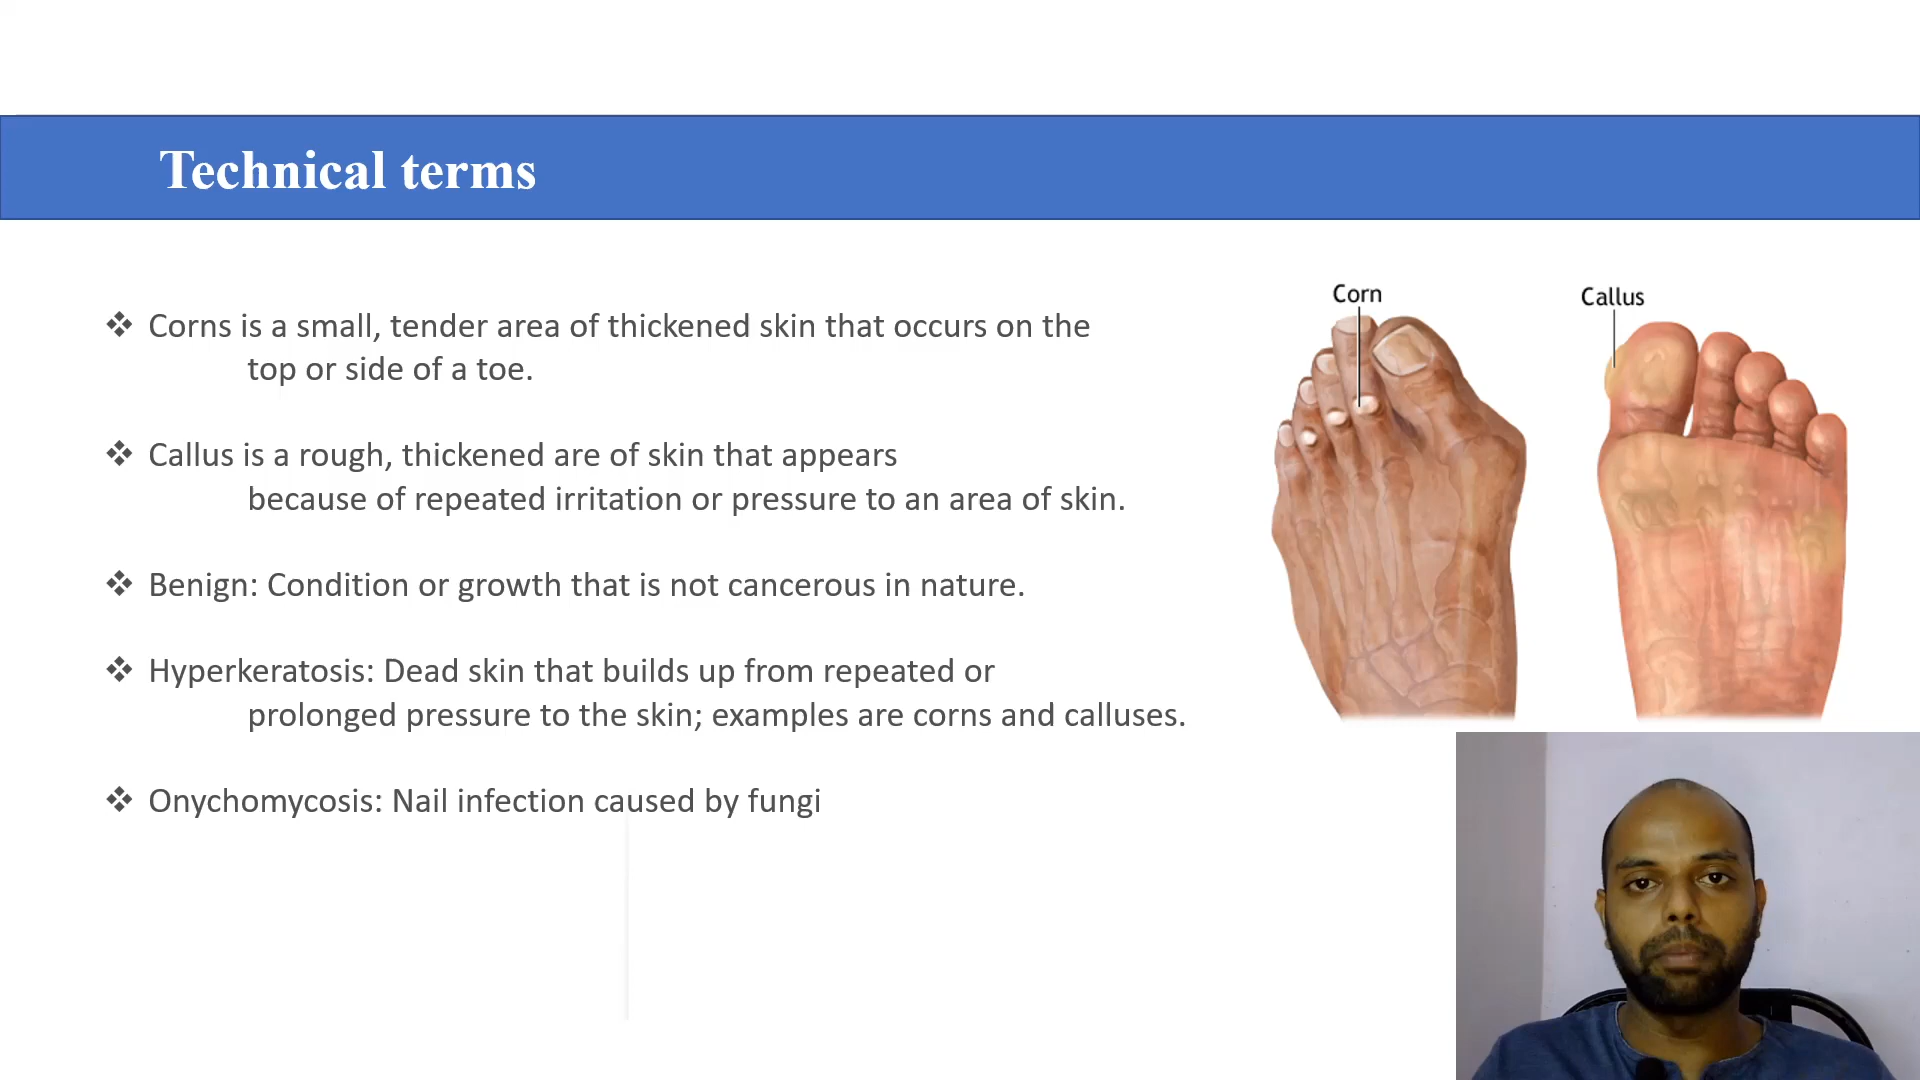 Technical terms
Corn
Callus
❖ Corns is a small, tender area of thickened skin that occurs on the
top or side of a toe.
❖ Callus is a rough, thickened are of skin that appears
because of repeated irritation or pressure to an area of skin.
❖ Benign: Condition or growth that is not cancerous in nature.
❖ Hyperkeratosis: Dead skin that builds up from repeated or
prolonged pressure to the skin; examples are corns and calluses.
❖ Onychomycosis: Nail infection caused by fungi